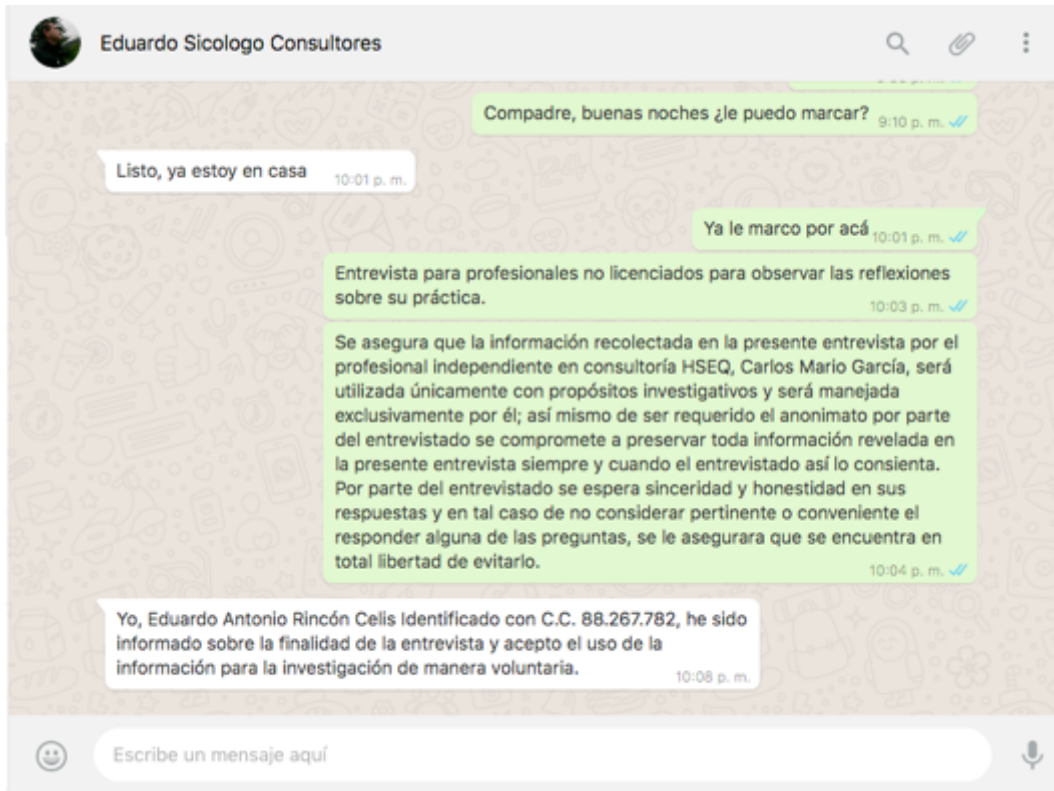 Eduardo Sicologo Consultores
Compadre, buenas noches ¿le puedo marcar? 9:10 p. m.
Listo, ya estoy en casa 10:01 p. m.
Ya le marco por acá 10:01 p. m.
Entrevista para profesionales no licenciados para observar las reflexiones
sobre su práctica. 10:03 p. m.
Se asegura que la información recolectada en la presente entrevista por el
profesional independiente en consultoría HSEQ, Carlos Mario García, será
utilizada únicamente con propósitos investigativos y será manejada
exclusivamente por él; así mismo de ser requerido el anonimato por parte
del entrevistado se compromete a preservar toda información revelada en
la presente entrevista siempre y cuando el entrevistado así lo consienta.
Por parte del entrevistado se espera sinceridad y honestidad en sus
respuestas y en tal caso de no considerar pertinente o conveniente el
responder alguna de las preguntas, se le asegurara que se encuentra en
total libertad de evitarlo. 10:04 p. m.
Yo, Eduardo Antonio Rincón Celis Identificado con C.C. 88.267.782, he sido
informado sobre la finalidad de la entrevista y acepto el uso de la
información para la investigación de manera voluntaria. 10:08 p. m.
Escribe un mensaje aquí